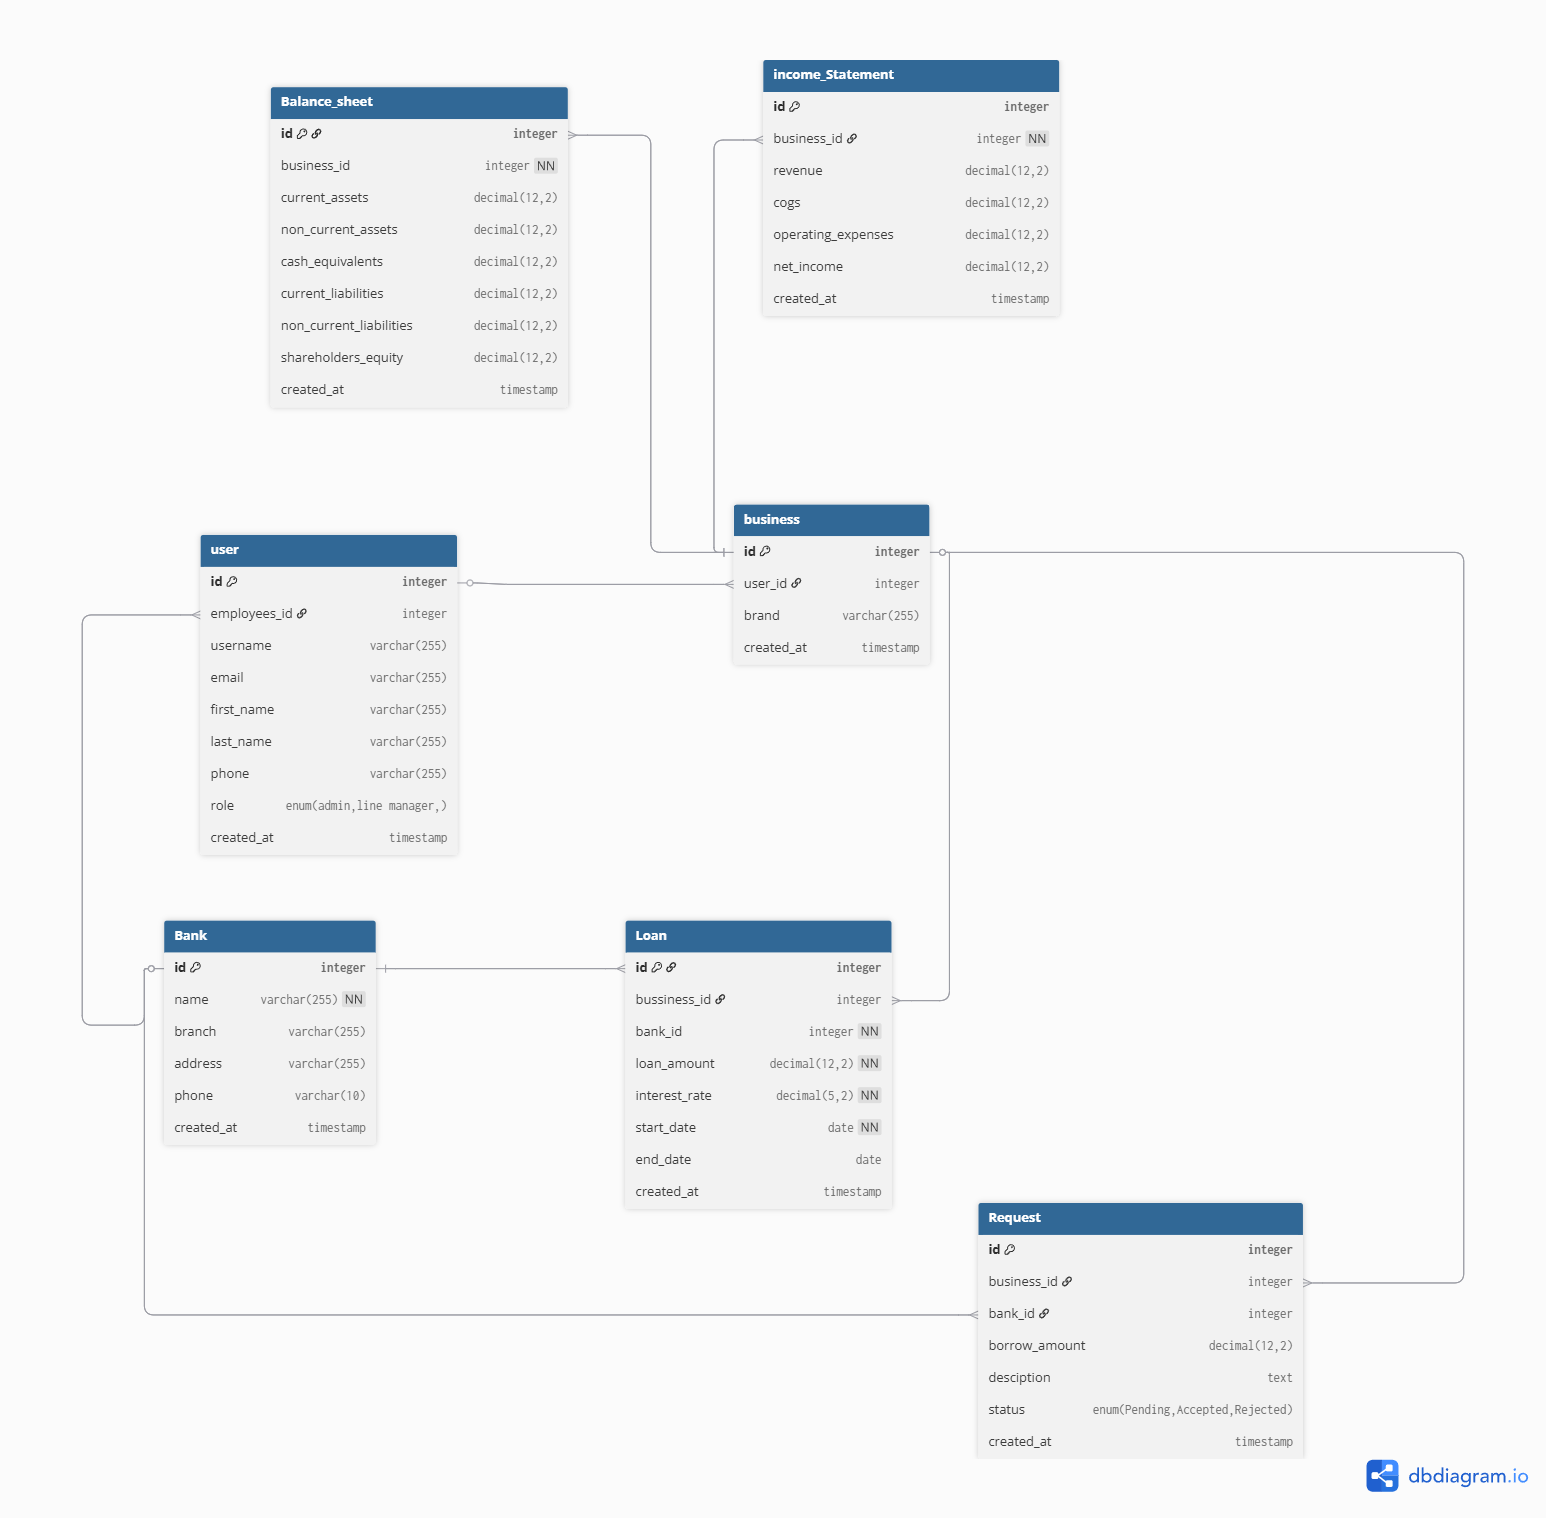 Balance_sheet
id integer
business_id integer NN
current_assets decimal(12,2)
non_current_assets decimal(12,2)
cash_equivalents decimal(12,2)
current_liabilities decimal(12,2)
non_current_liabilities decimal(12,2)
shareholders_equity decimal(12,2)
created_at timestamp
income_Statement
id integer
business_id integer NN
revenue decimal(12,2)
cogs decimal(12,2)
operating_expenses decimal(12,2)
net_income decimal(12,2)
created_at timestamp
user
id integer
employees_id integer
username varchar(255)
email varchar(255)
first_name varchar(255)
last_name varchar(255)
phone varchar(255)
role enum(admin,line manager,)
created_at timestamp
business
id integer
user_id integer
brand varchar(255)
created_at timestamp
Bank
id integer
name varchar(255) NN
branch varchar(255)
address varchar(255)
phone varchar(10)
created_at timestamp
Loan
id integer
bussiness_id integer
bank_id integer NN
loan_amount decimal(12,2) NN
interest_rate decimal(5,2) NN
start_date date NN
end_date date
created_at timestamp
Request
id integer
business_id integer
bank_id integer
borrow_amount decimal(12,2)
desciption text
status enum(Pending,Accepted,Rejected)
created_at timestamp
dbdiagram.io